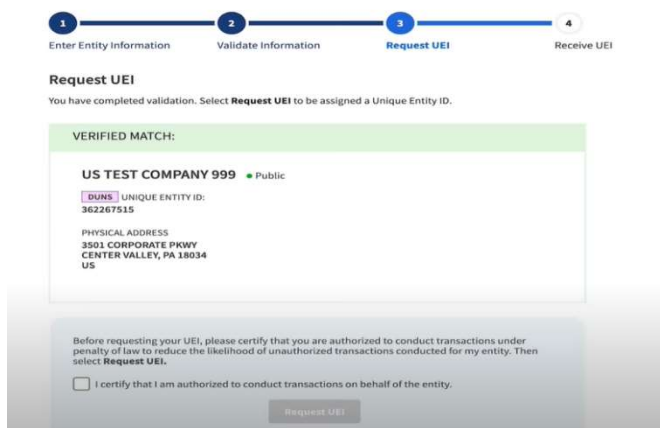 1
2
3
4
Enter Entity Information
Validate Information
Request UEI
Receive UEI
Request UEI
You have completed validation. Select Request UEI to be assigned a Unique Entity ID.
VERIFIED MATCH:
US TEST COMPANY 999 • Public
DUNS UNIQUE ENTITY ID:
362267515
PHYSICAL ADDRESS
3501 CORPORATE PKWY
CENTER VALLEY, PA 18034
US
Before requesting your UEI, please certify that you are authorized to conduct transactions under
penalty of law to reduce the likelihood of unauthorized transactions conducted for my entity. Then
select Request UEI.
I certify that I am authorized to conduct transactions on behalf of the entity.
Request UEI